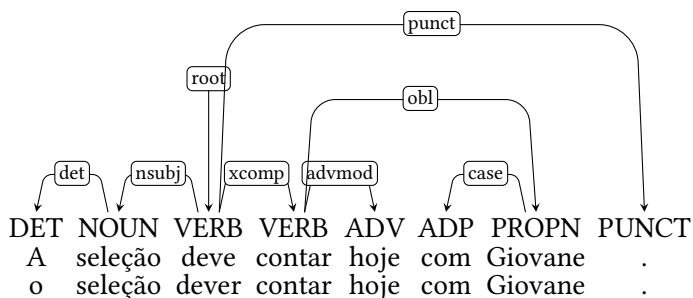 punct
root
obl
det nsubj xcomp advmod case
DET NOUN VERB VERB ADV ADP PROPN PUNCT
A seleção deve contar hoje com Giovane .
o seleção dever contar hoje com Giovane .